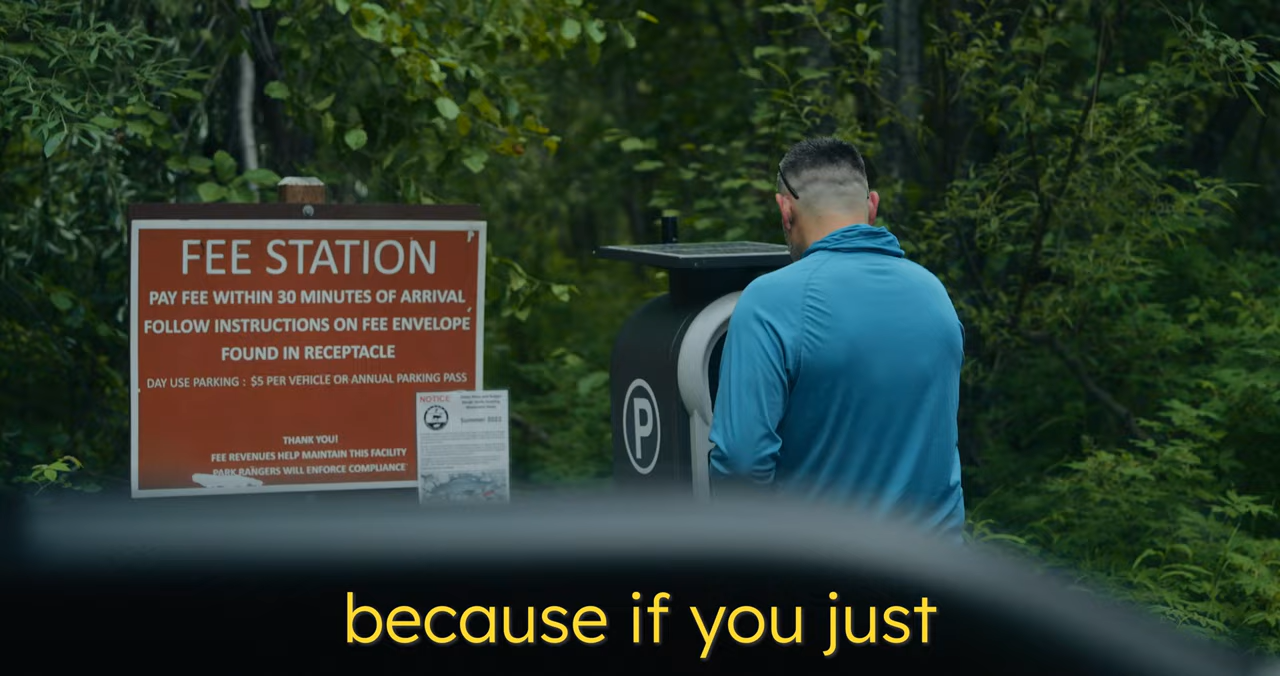 FEE STATION
PAY FEE WITHIN 30 MINUTES OF ARRIVAL
FOLLOW INSTRUCTIONS ON FEE ENVELOPE
FOUND IN RECEPTACLE
DAY USE PARKING : $5 PER VEHICLE OR ANNUAL PARKING PASS
THANK YOU!
FEE REVENUES HELP MAINTAIN THIS FACILITY
PARK RANGERS WILL ENFORCE COMPLIANCE
NOTICE
P
because if you just